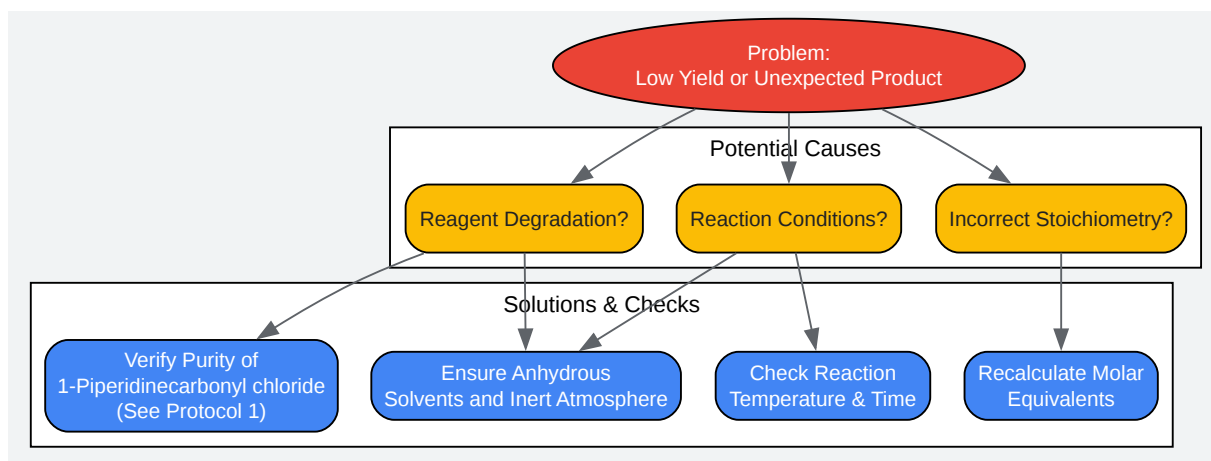 Problem:
Low Yield or Unexpected Product
Potential Causes
Reagent Degradation?
Reaction Conditions?
Incorrect Stoichiometry?
Solutions & Checks
Verify Purity of
1-Piperidinecarbonyl chloride
(See Protocol 1)
Ensure Anhydrous
Solvents and Inert Atmosphere
Check Reaction
Temperature & Time
Recalculate Molar
Equivalents